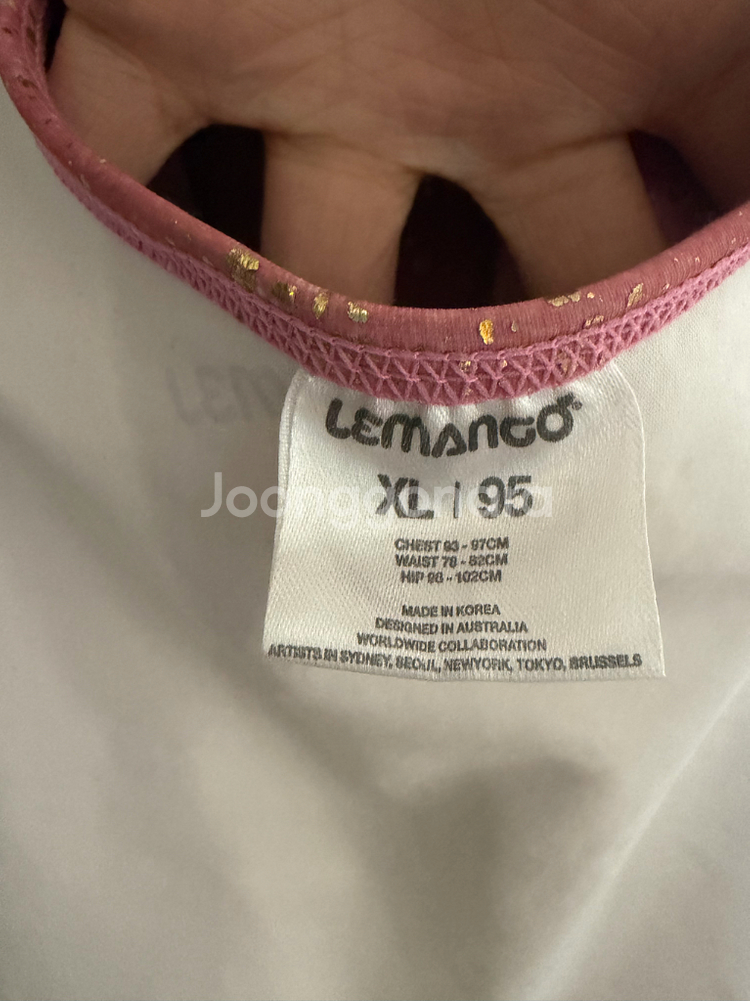 LEMANGO
XL | 95
Joonggonara
CHEST 93 - 97CM
WAIST 78 - 82CM
HIP 98 - 102CM
MADE IN KOREA
DESIGNED IN AUSTRALIA
WORLDWIDE COLLABORATION
ARTISTS IN SYDNEY, SEOUL, NEWYORK, TOKYO, BRUSSELS